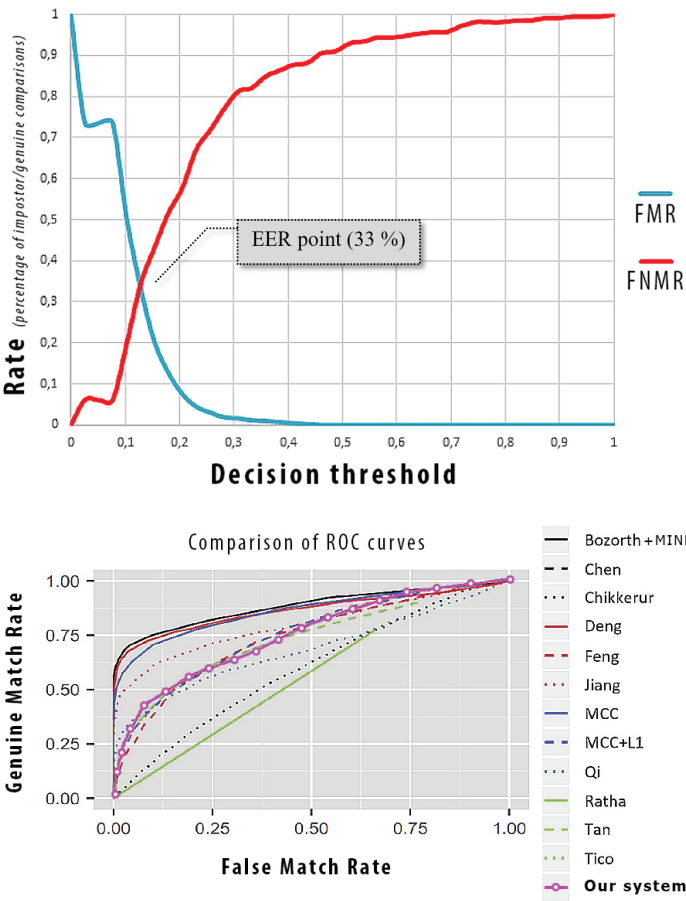 1
0,9
0,8
0,7
0,6
0,5
0,4
0,3
0,2
0,1
0
Rate (percentage of impostor/genuine comparisons)
EER point (33 %)
FMR
FNMR
0 0,1 0,2 0,3 0,4 0,5 0,6 0,7 0,8 0,9 1
Decision threshold
Comparison of ROC curves
1.00
0.75
0.50
0.25
0.00
Genuine Match Rate
0.00 0.25 0.50 0.75 1.00
False Match Rate
Bozorth+MINI
Chen
Chikkerur
Deng
Feng
Jiang
MCC
MCC+L1
Qi
Ratha
Tan
Tico
Our system